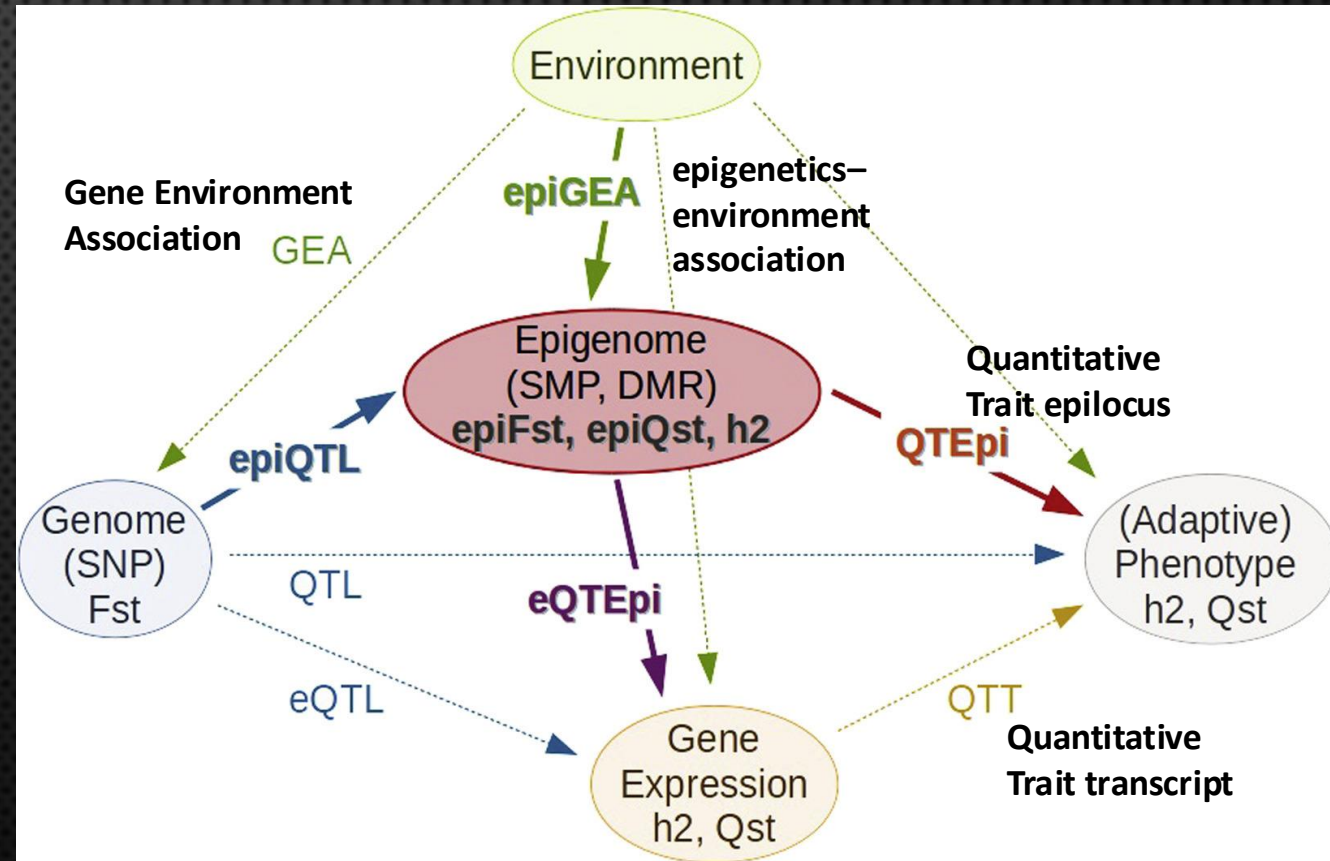 Environment
Gene Environment
Association
GEA
epiGEA
epigenetics–
environment
association
Epigenome
(SMP, DMR)
epiFst, epiQst, h2
Quantitative
Trait epilocus
QTEpi
epiQTL
Genome
(SNP)
Fst
QTL
eQTEpi
(Adaptive)
Phenotype
h2, Qst
eQTL
QTT
Quantitative
Trait transcript
Gene
Expression
h2, Qst